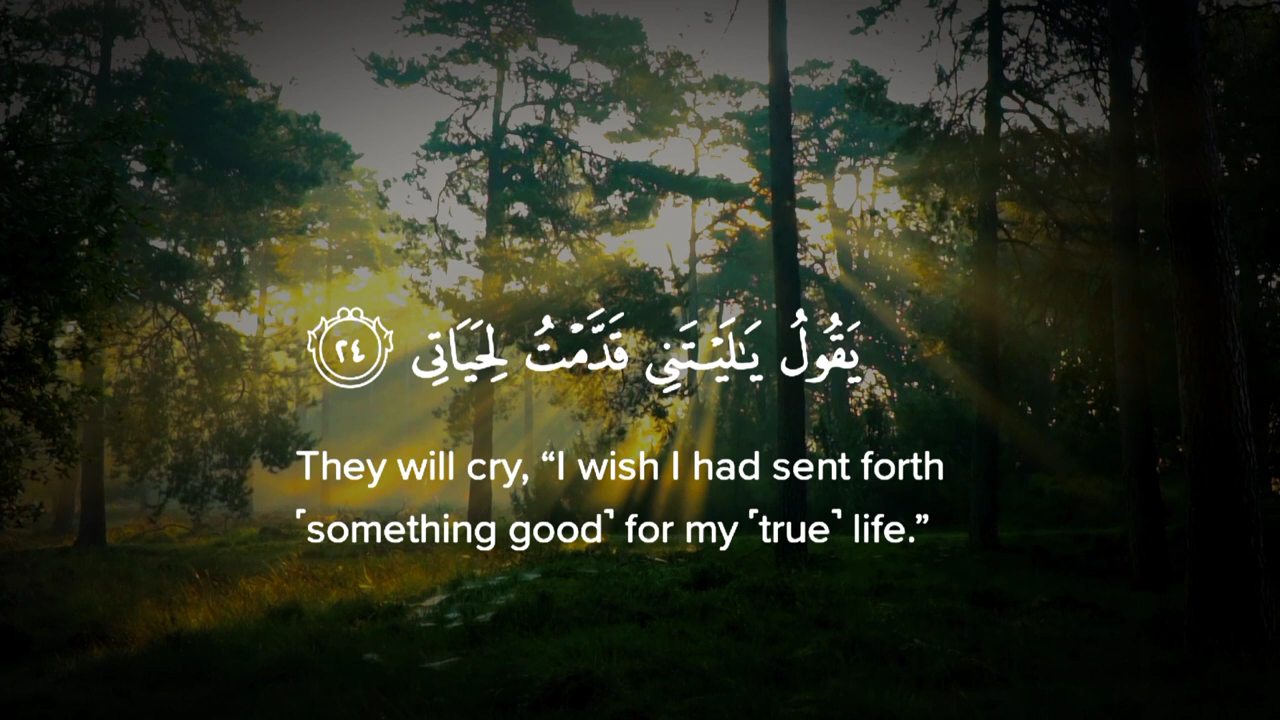 يَقُولُ يَـٰلَيْتَنِى قَدَّمْتُ لِحَيَاتِى ٢٤
They will cry, “I wish I had sent forth
⸢something good⸣ for my ⸢true⸣ life.”